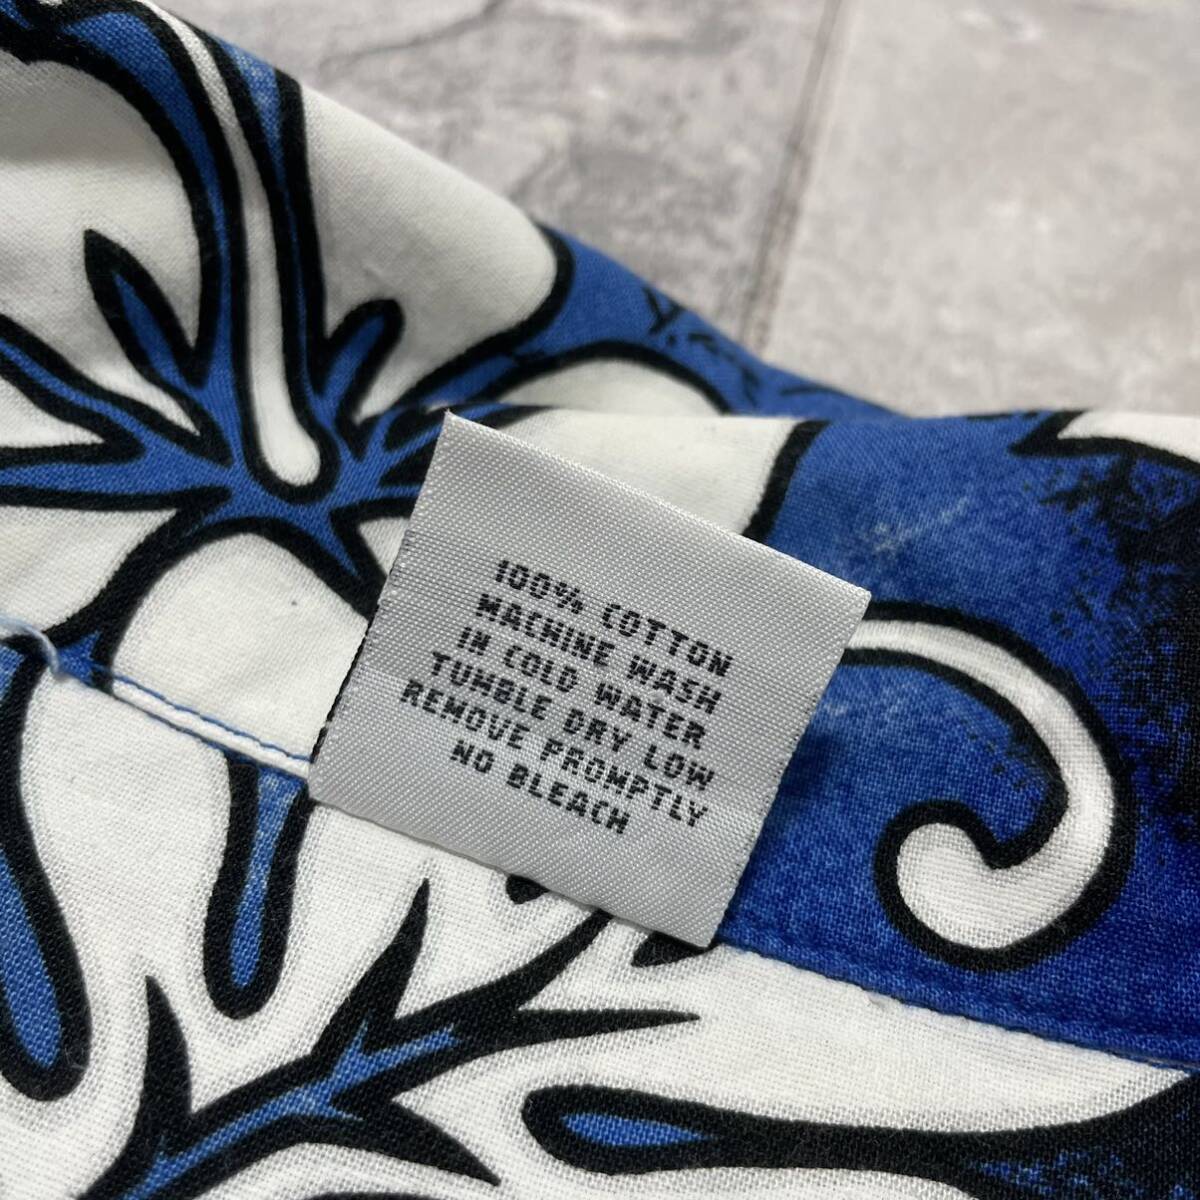 100% COTTON
MACHINE WASH
IN COLD WATER
TUMBLE DRY LOW
REMOVE PROMPTLY
NO BLEACH